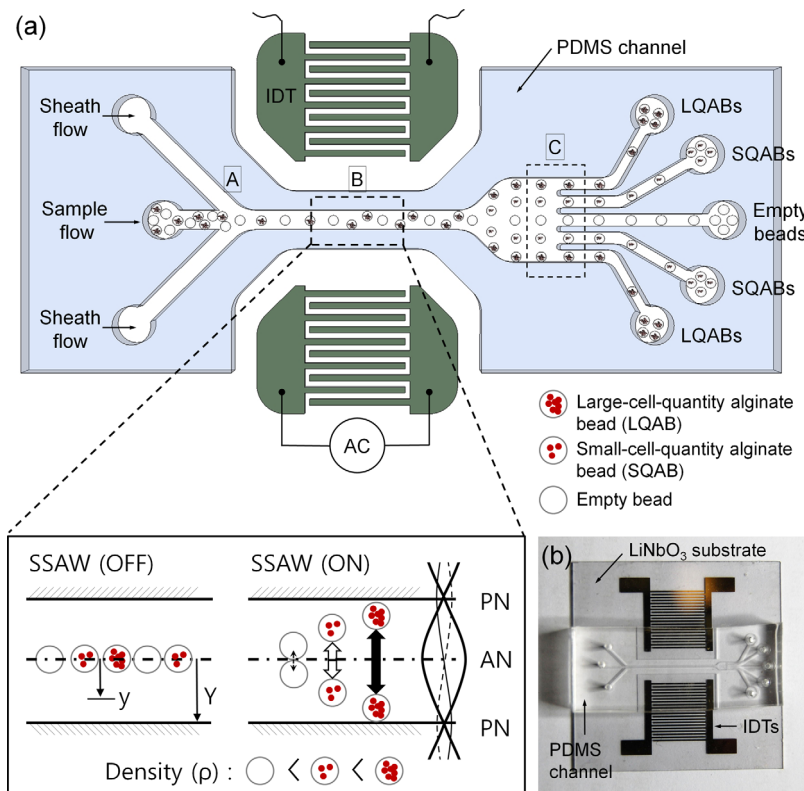 (a)
IDT
PDMS channel
Sheath
flow
A
B
C
LQABs
SQABs
Sample
flow
Empty
beads
Sheath
flow
SQABs
LQABs
AC
Large-cell-quantity alginate
bead (LQAB)
Small-cell-quantity alginate
bead (SQAB)
Empty bead
SSAW (OFF)
SSAW (ON)
PN
AN
PN
y
Y
Density (ρ) : < <
(b)
LiNbO3 substrate
IDTs
PDMS
channel